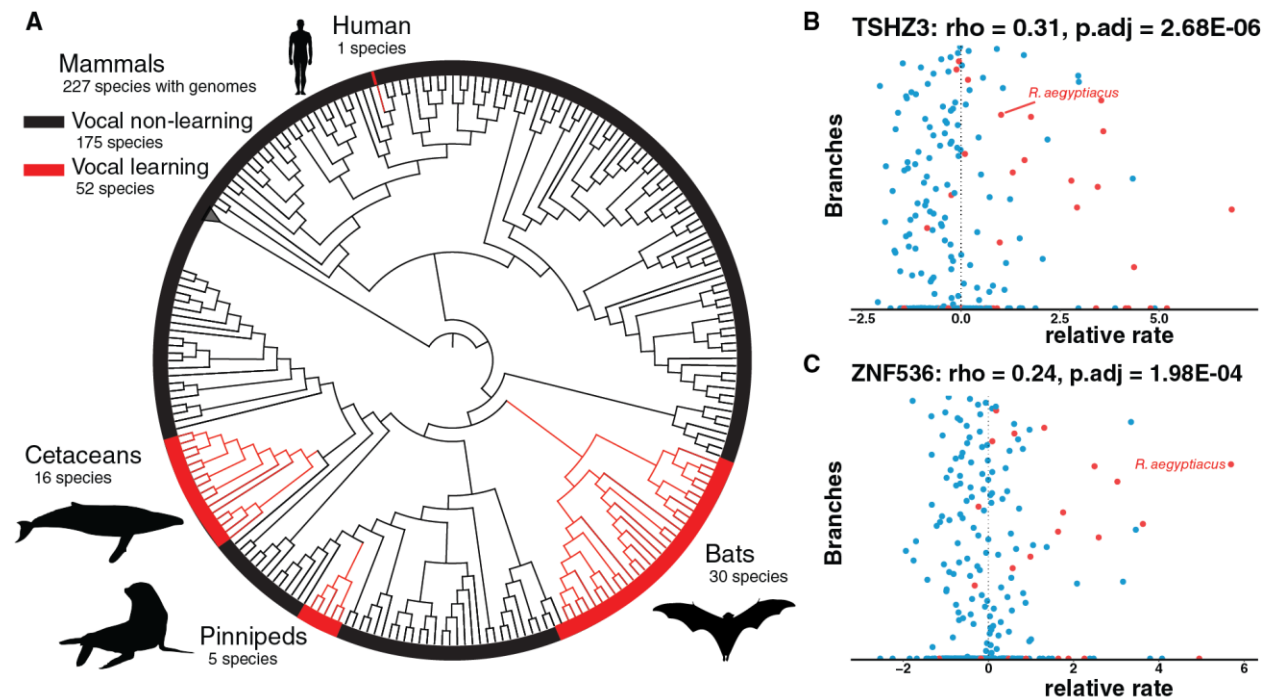 A
Human
1 species
Mammals
227 species with genomes
Vocal non-learning
175 species
Vocal learning
52 species
Cetaceans
16 species
Pinnipeds
5 species
Bats
30 species
B
TSHZ3: rho = 0.31, p.adj = 2.68E-06
R. aegyptiacus
Branches
−2.5 0.0 2.5 5.0
relative rate
C
ZNF536: rho = 0.24, p.adj = 1.98E-04
R. aegyptiacus
Branches
−2 0 2 4 6
relative rate